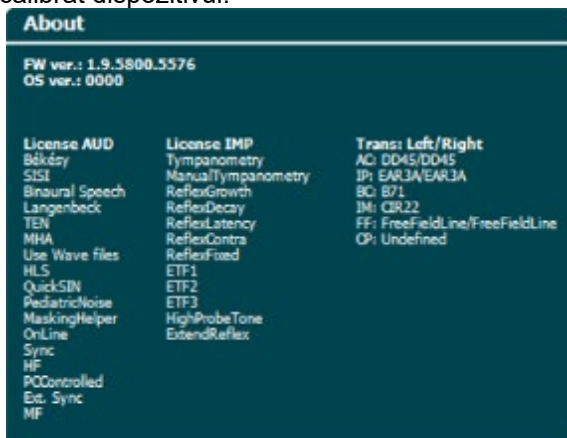 calibrat dispozitivul.
About
FW ver.: 1.9.5800.5576
OS ver.: 0000
License AUD
Békésy
SISI
Binaural Speech
Langenbeck
TEN
MHA
Use Wave files
HLS
QuickSIN
PediatricNoise
MaskingHelper
OnLine
Sync
HF
PCControlled
Ext. Sync
MF
License IMP
Tympanometry
ManualTympanometry
ReflexGrowth
ReflexDecay
ReflexLatency
ReflexContra
ReflexFixed
ETF1
ETF2
ETF3
HighProbeTone
ExtendReflex
Trans: Left/Right
AC: DD45/DD45
IP: EAR3A/EAR3A
BC: B71
IM: CIR22
FF: FreeFieldLine/FreeFieldLine
CP: Undefined